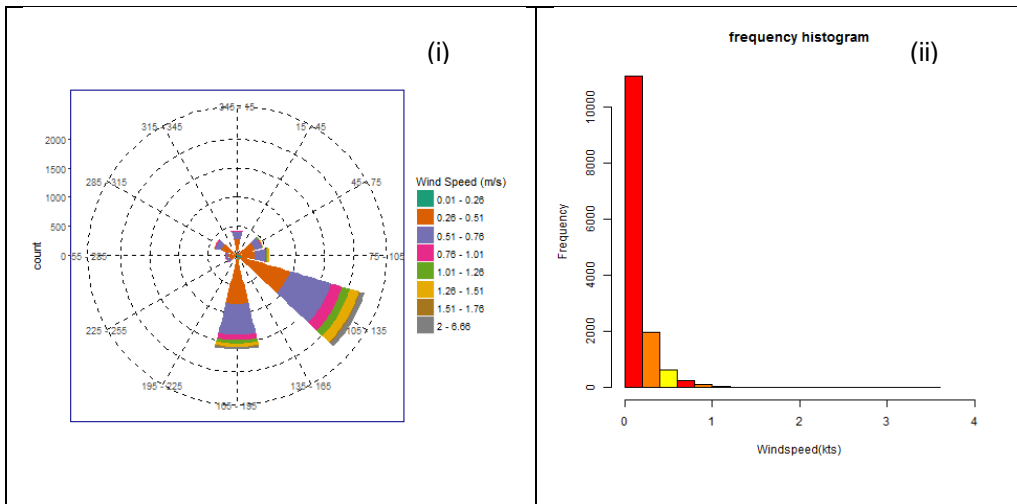 (i)
345 - 15
315 - 345
15 - 45
285 - 315
45 - 75
55 - 285
75 - 105
225 - 255
105 - 135
195 - 225
135 - 165
165 - 195
2000
1500
1000
500
0
count
Wind Speed (m/s)
0.01 - 0.26
0.26 - 0.51
0.51 - 0.76
0.76 - 1.01
1.01 - 1.26
1.26 - 1.51
1.51 - 1.76
2 - 6.66
frequency histogram
(ii)
10000
8000
6000
4000
2000
0
Frequency
0 1 2 3 4
Windspeed(kts)